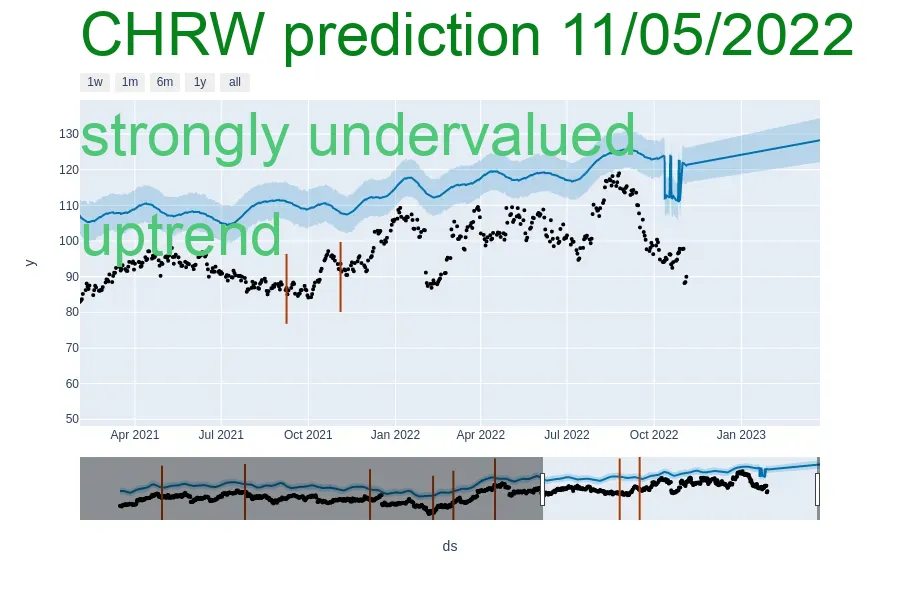 CHRW prediction 11/05/2022
1w 1m 6m 1y all
strongly undervalued
uptrend
130
120
110
100
90
80
70
60
50
y
Apr 2021 Jul 2021 Oct 2021 Jan 2022 Apr 2022 Jul 2022 Oct 2022 Jan 2023
ds